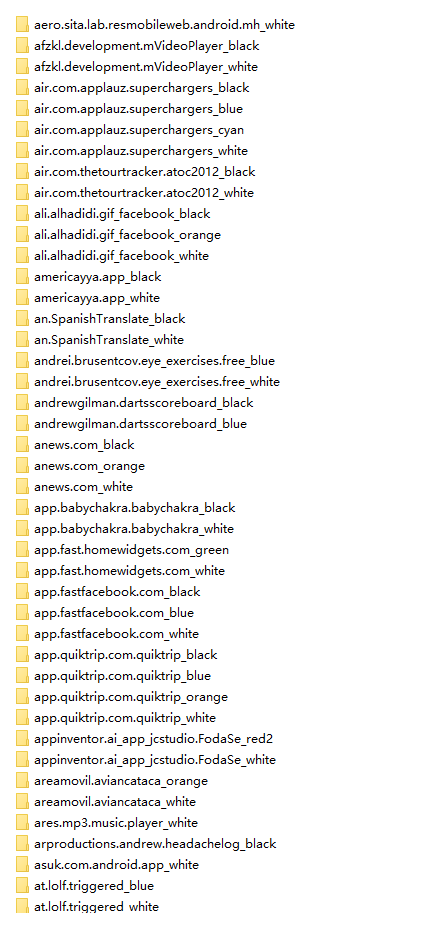 aero.sita.lab.resmobileweb.android.mh_white
afzkl.development.mVideoPlayer_black
afzkl.development.mVideoPlayer_white
air.com.applauz.superchargers_black
air.com.applauz.superchargers_blue
air.com.applauz.superchargers_cyan
air.com.applauz.superchargers_white
air.com.thetourtracker.atoc2012_black
air.com.thetourtracker.atoc2012_white
ali.alhadidi.gif_facebook_black
ali.alhadidi.gif_facebook_orange
ali.alhadidi.gif_facebook_white
americayya.app_black
americayya.app_white
an.SpanishTranslate_black
an.SpanishTranslate_white
andrei.brusentcov.eye_exercises.free_blue
andrei.brusentcov.eye_exercises.free_white
andrewgilman.dartsscoreboard_black
andrewgilman.dartsscoreboard_blue
anews.com_black
anews.com_orange
anews.com_white
app.babychakra.babychakra_black
app.babychakra.babychakra_white
app.fast.homewidgets.com_green
app.fast.homewidgets.com_white
app.fastfacebook.com_black
app.fastfacebook.com_blue
app.fastfacebook.com_white
app.quiktrip.com.quiktrip_black
app.quiktrip.com.quiktrip_blue
app.quiktrip.com.quiktrip_orange
app.quiktrip.com.quiktrip_white
appinventor.ai_app_jcstudio.FodaSe_red2
appinventor.ai_app_jcstudio.FodaSe_white
areamovil.aviancataca_orange
areamovil.aviancataca_white
ares.mp3.music.player_white
arproductions.andrew.headachelog_black
asuk.com.android.app_white
at.lolf.triggered_blue
at.lolf.triggered_white